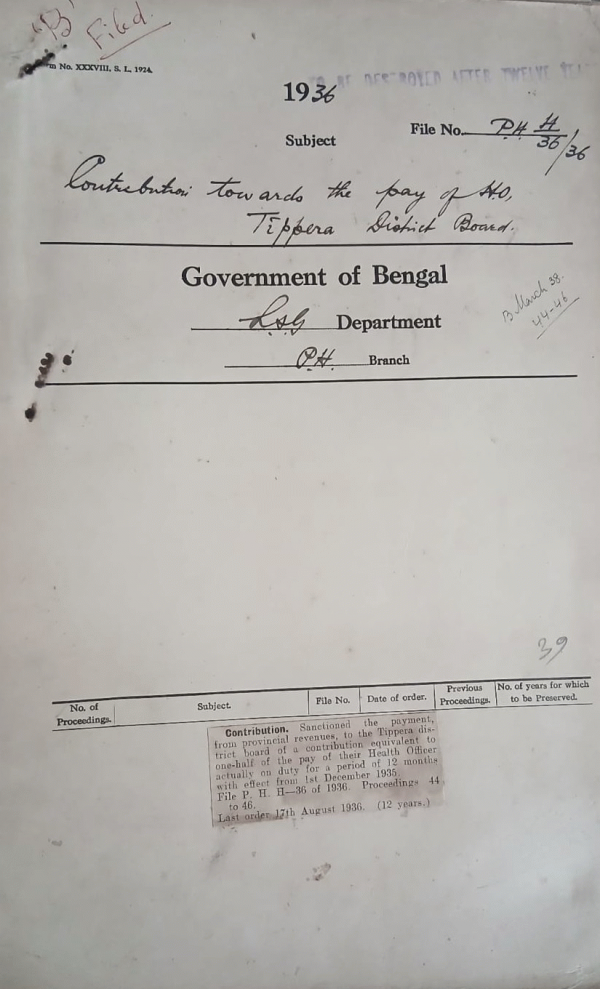 "B"
Filed.
No. XXXVIII, S. L, 1924.
TO BE DESTROYED AFTER TWELVE
1936
Subject
File No. P.H H/36/36
Contribution towards the pay of H.O,
Tippera District Board.
Government of Bengal
L.S.G Department
P.H. Branch
B March 38.
44-46
39
No. of Proceedings.
Subject.
File No.
Date of order.
Previous Proceedings.
No. of years for which to be Preserved.
Contribution. Sanctioned the payment,
from provincial revenues, to the Tippera dis-
trict board of a contribution equivalent to
one-half of the pay of their Health Officer
actually on duty for a period of 12 months
with effect from 1st December 1935.
File P. H. H—36 of 1936. Proceedings 44
to 46.
Last order 17th August 1936. (12 years.)